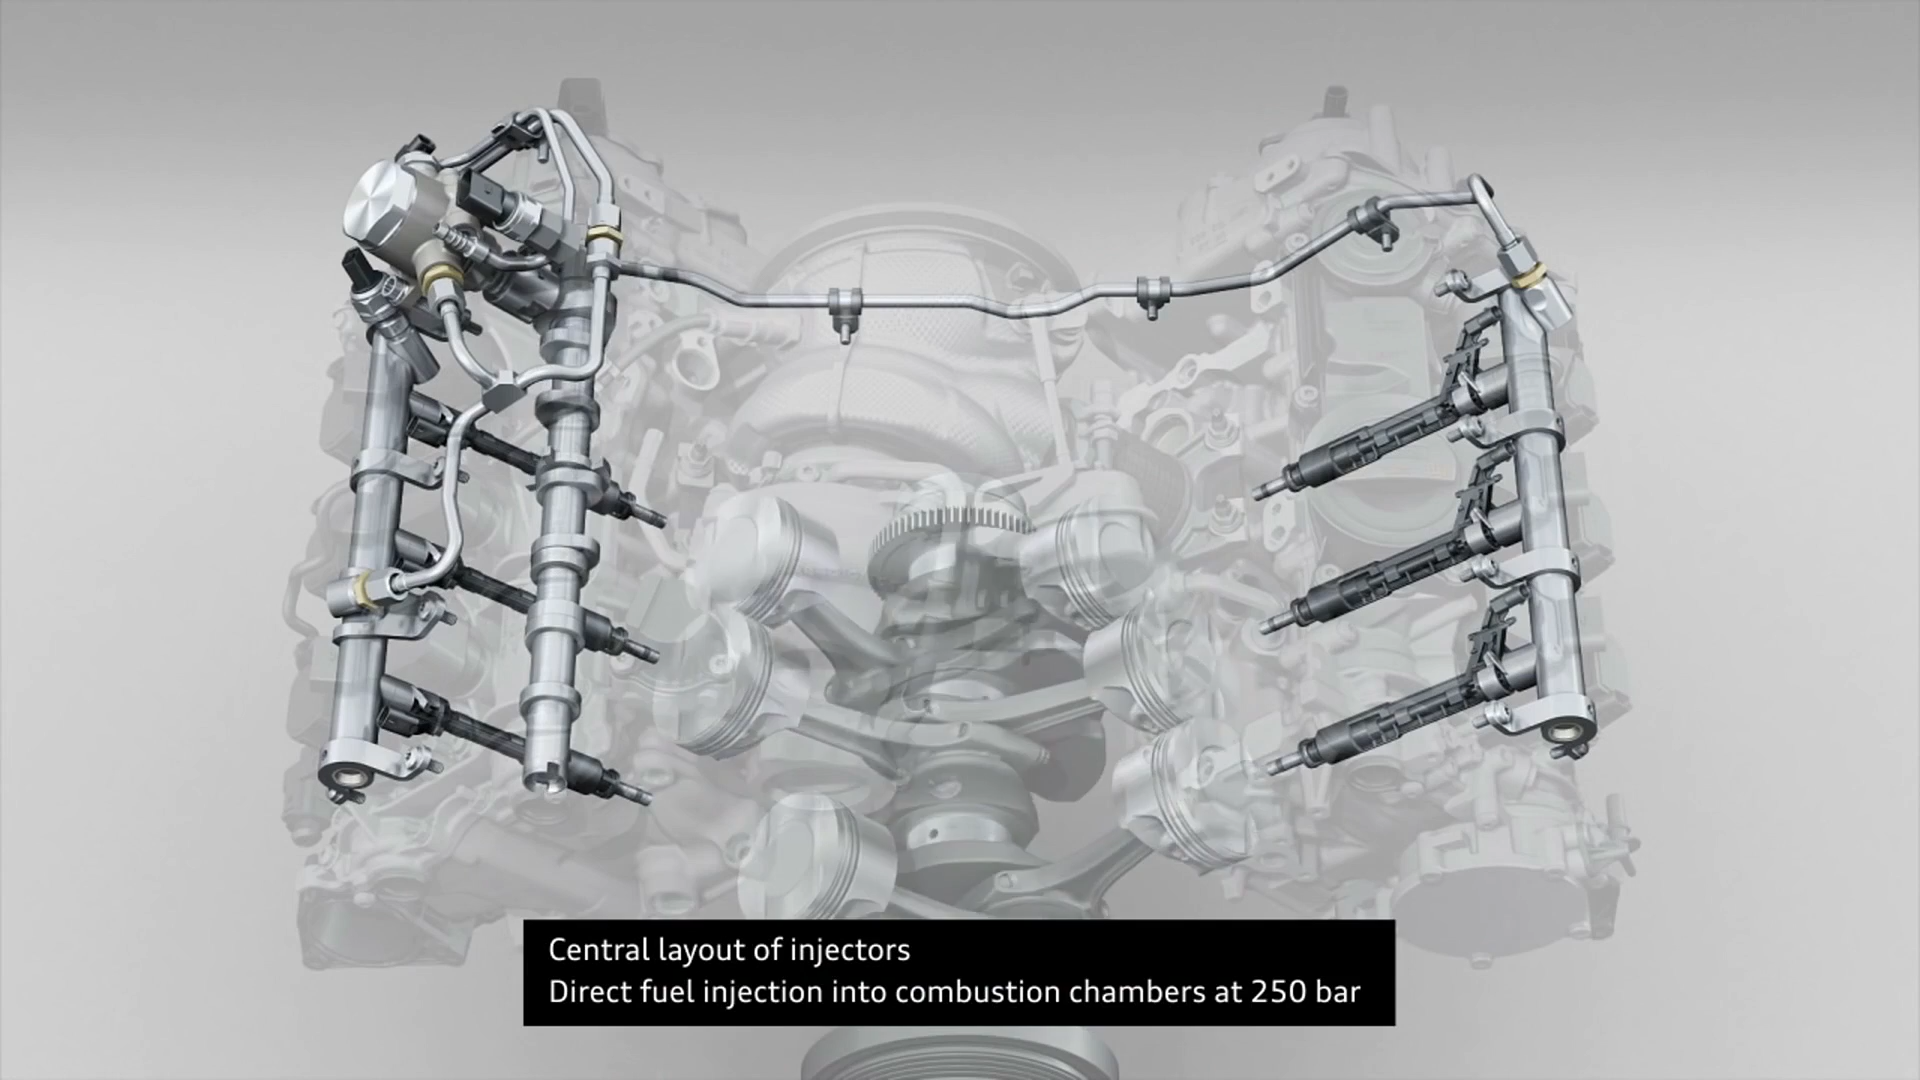 Central layout of injectors
Direct fuel injection into combustion chambers at 250 bar